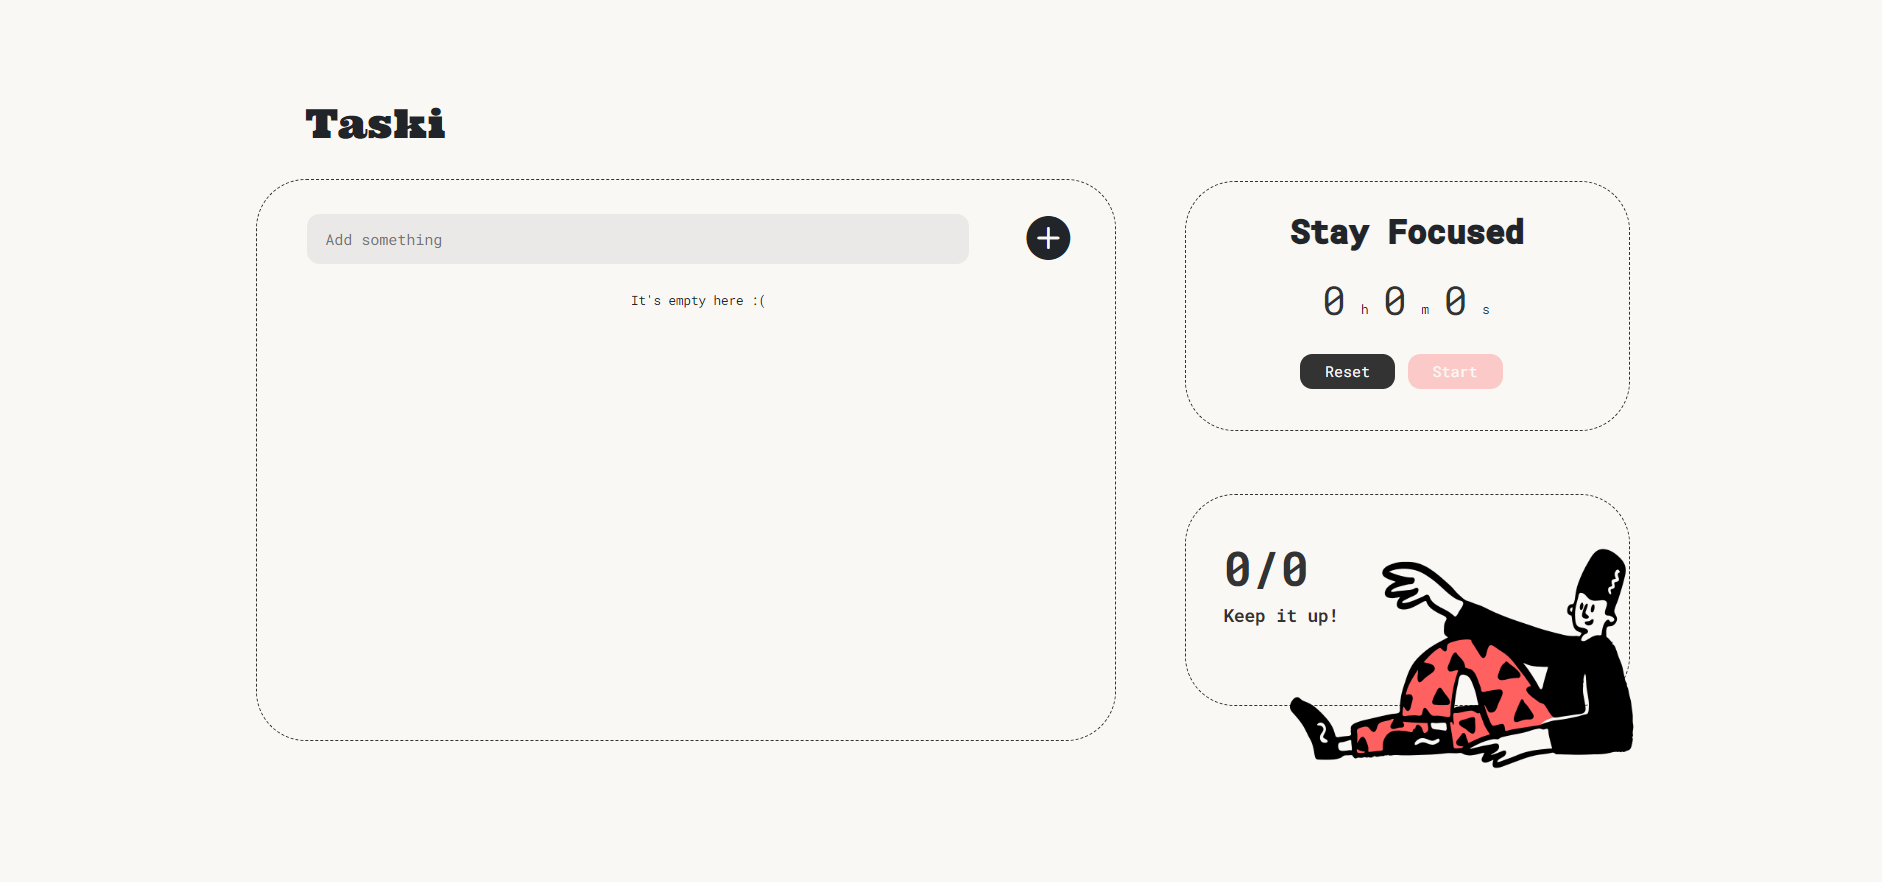 Taski
Add something
It's empty here :(
Stay Focused
0 h 0 m 0 s
Reset Start
0/0
Keep it up!